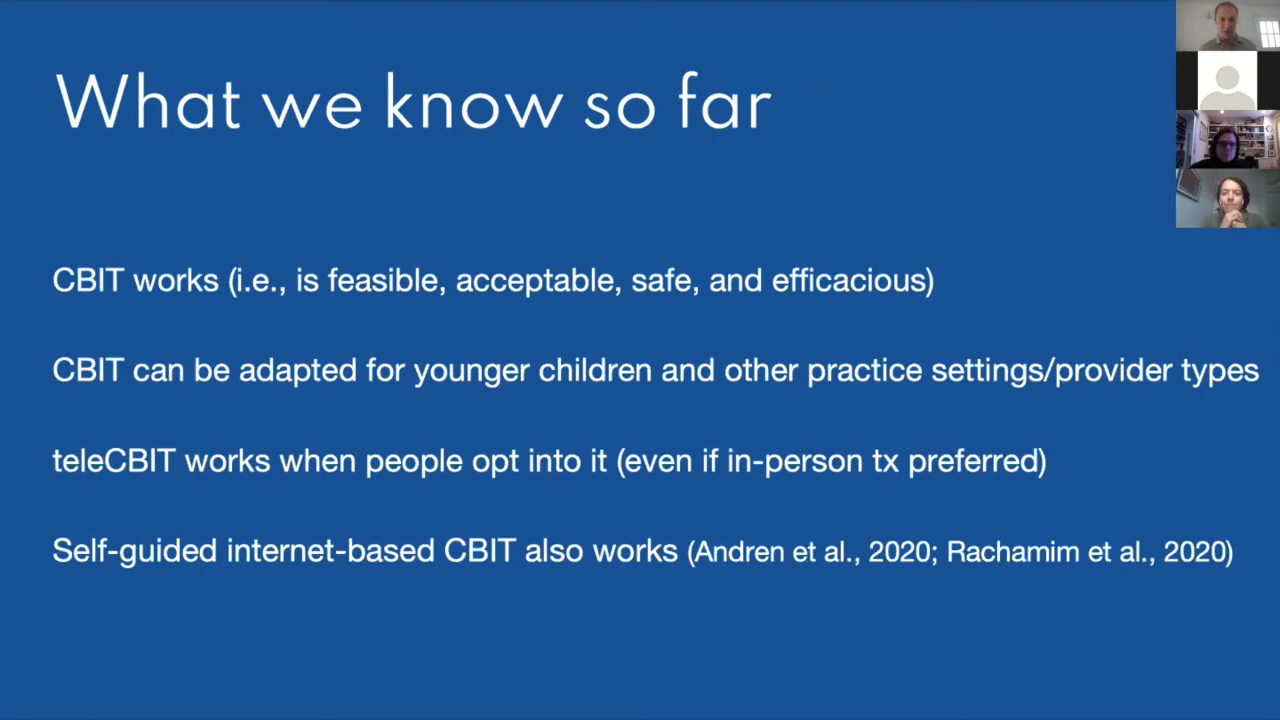 What we know so far
CBIT works (i.e., is feasible, acceptable, safe, and efficacious)
CBIT can be adapted for younger children and other practice settings/provider types
teleCBIT works when people opt into it (even if in-person tx preferred)
Self-guided internet-based CBIT also works (Andren et al., 2020; Rachamim et al., 2020)